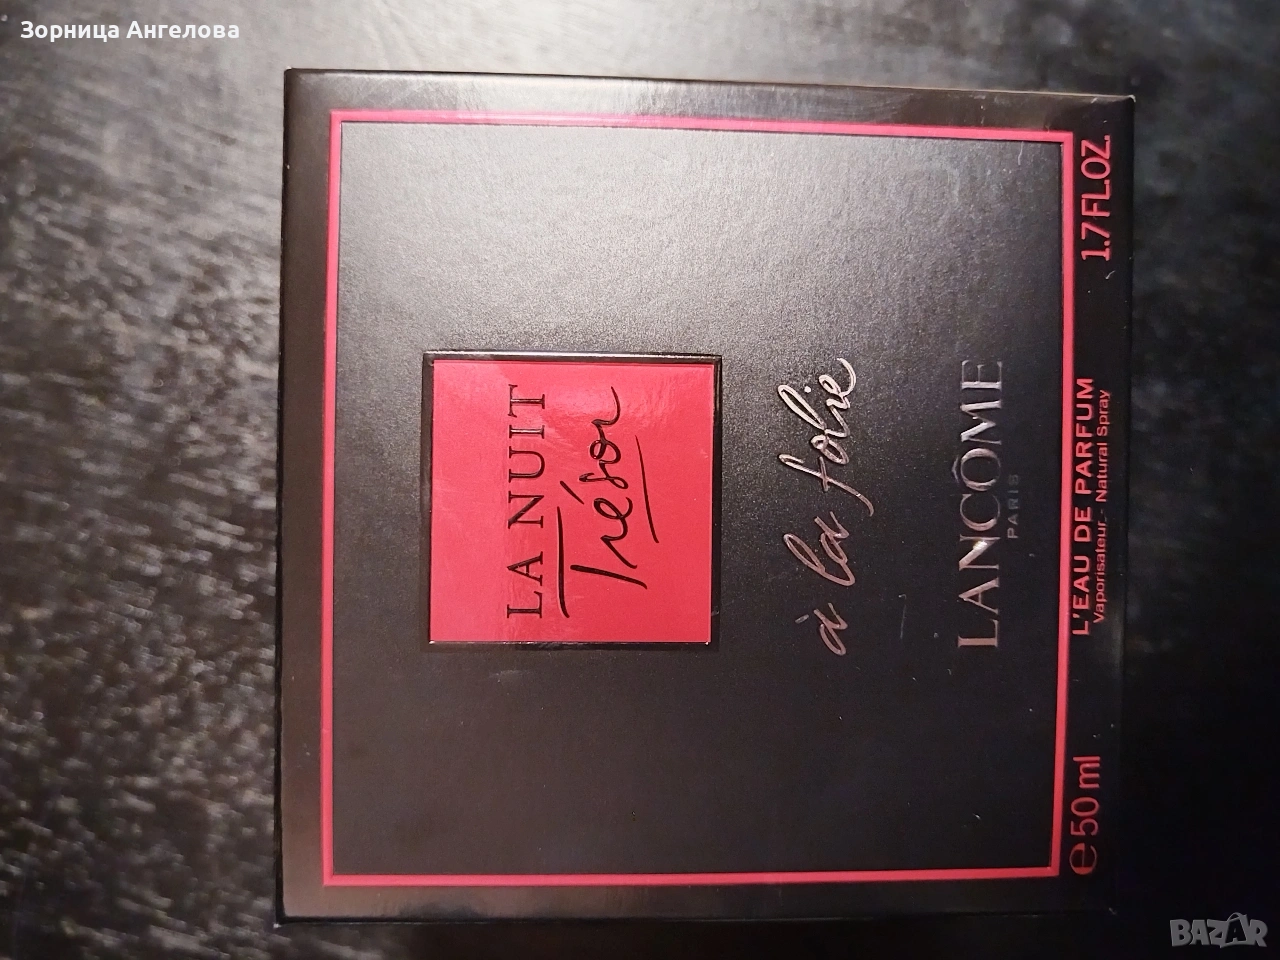 Зорница Ангелова
LA NUIT
Trésor
à la folie
LANCÔME
PARIS
L'EAU DE PARFUM
Vaporisateur - Natural Spray
℮50 ml
1.7 FL.OZ.
BAZAR